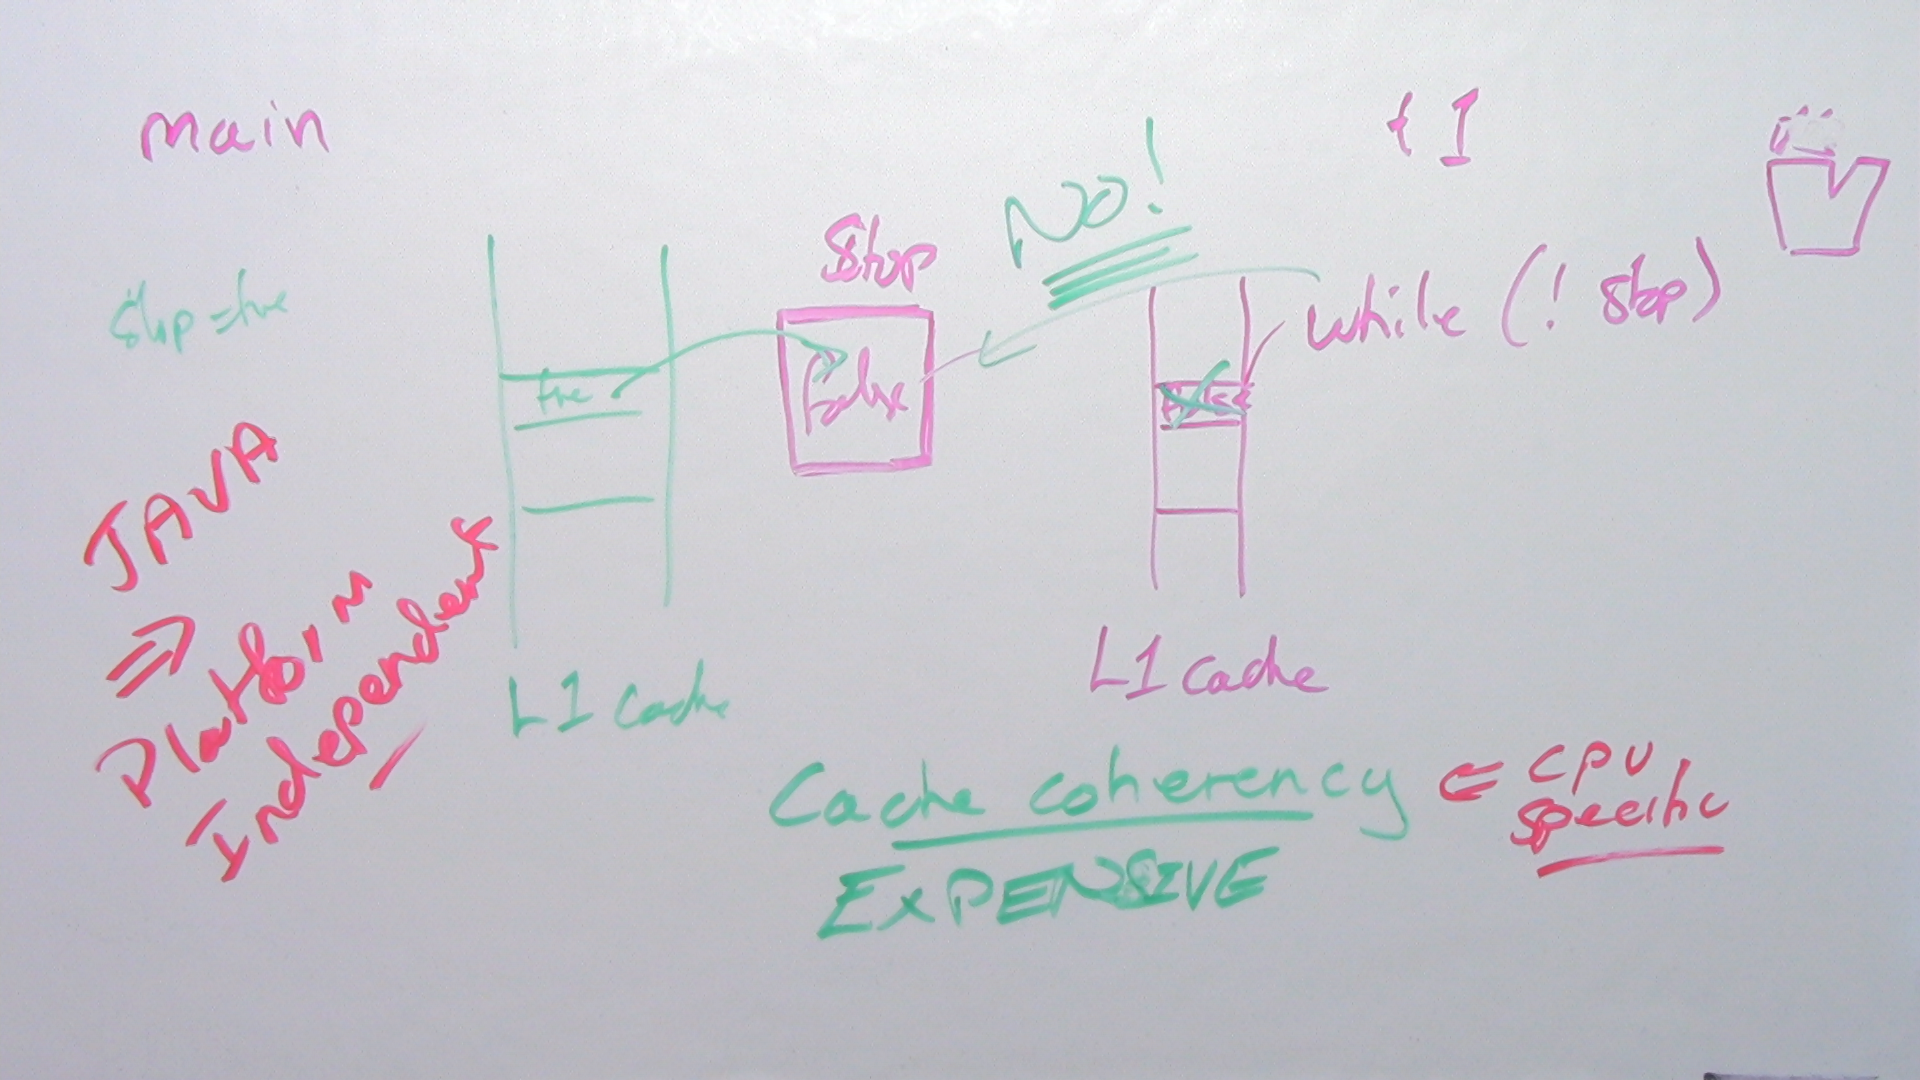 main
t1
NO!
Stop
Stop = true
while (! stop)
true
false
JAVA
⇒
Platform
Independent
L1 cache
L1 cache
Cache coherency ⇐ CPU
specific
EXPENSIVE